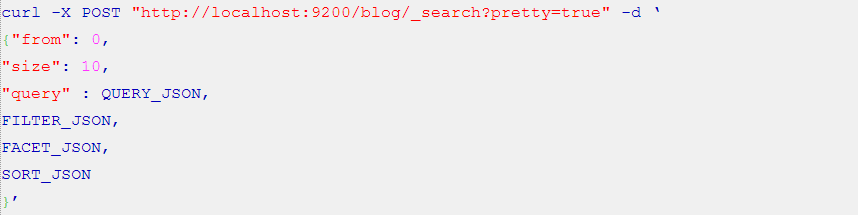 curl -X POST "http://localhost:9200/blog/_search?pretty=true" -d ‘
{"from": 0,
"size": 10,
"query" : QUERY_JSON,
FILTER_JSON,
FACET_JSON,
SORT_JSON
}’